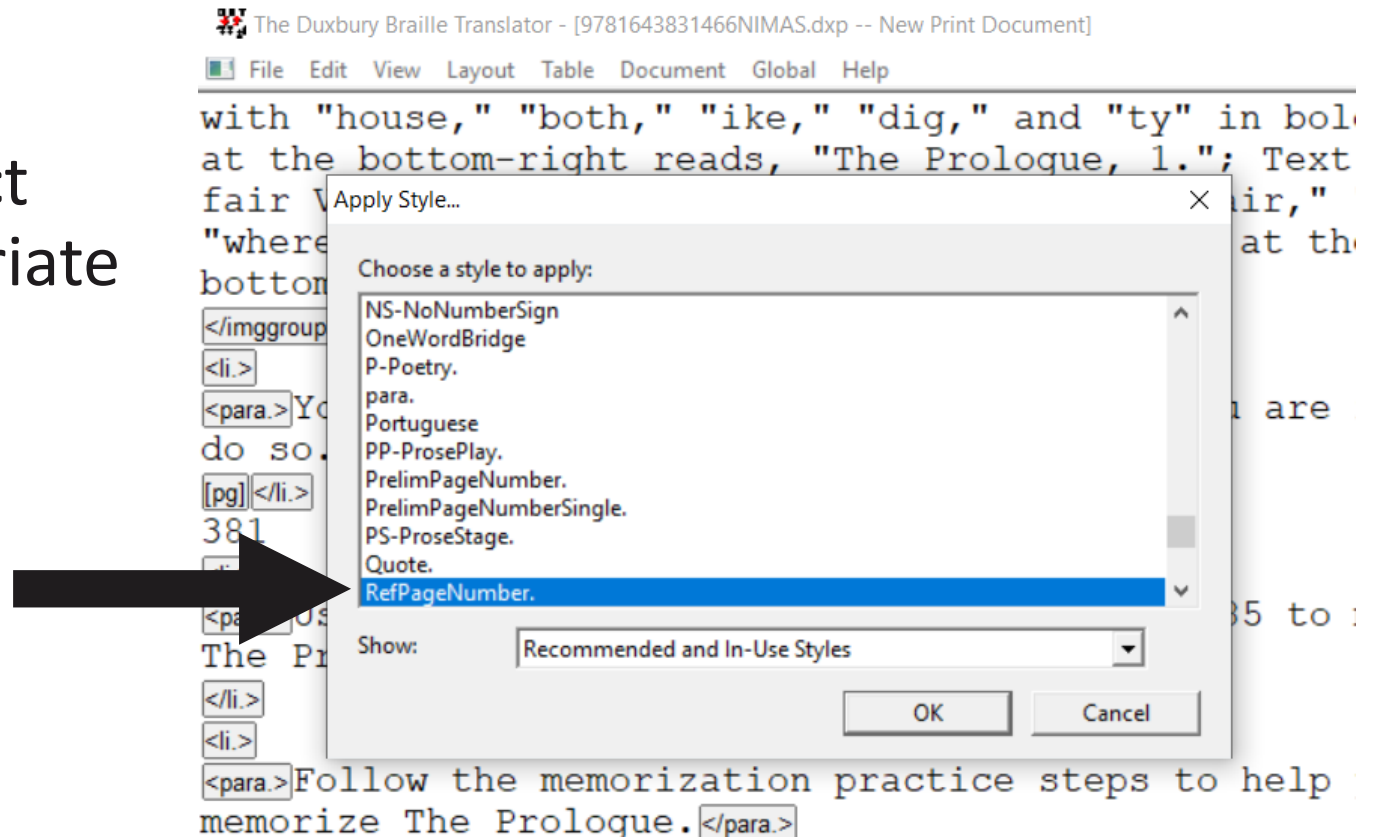 The Duxbury Braille Translator - [9781643831466NIMAS.dxp -- New Print Document]
File Edit View Layout Table Document Global Help
with "house," "both," "ike," "dig," and "ty" in bol
at the bottom-right reads, "The Prologue, 1."; Text
fair V
ir,"
"where
at th
bottom
</imggroup
<li.>
<para.>Yo
are
do so.
[pg]</li.>
381
<pa
Us
35 to
The Pr
</li.>
<li.>
<para.>Follow the memorization practice steps to help
memorize The Prologue.</para.>
ct
riate
Apply Style...
Choose a style to apply:
NS-NoNumberSign
OneWordBridge
P-Poetry.
para.
Portuguese
PP-ProsePlay.
PrelimPageNumber.
PrelimPageNumberSingle.
PS-ProseStage.
Quote.
RefPageNumber.
Show: Recommended and In-Use Styles
OK Cancel